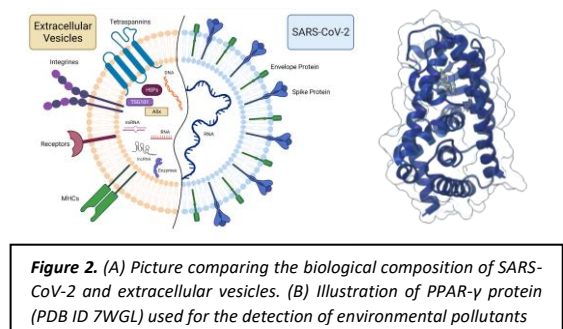 Extracellular
Vesicles
Tetraspannins
SARS-CoV-2
Integrines
DNA
HSPs
TSG101
Alix
Envelope Protein
Spike Protein
miRNA
RNA
RNA
lncRNA
Receptors
Enzymes
MHCs
Figure 2. (A) Picture comparing the biological composition of SARS-
CoV-2 and extracellular vesicles. (B) Illustration of PPAR-γ protein
(PDB ID 7WGL) used for the detection of environmental pollutants